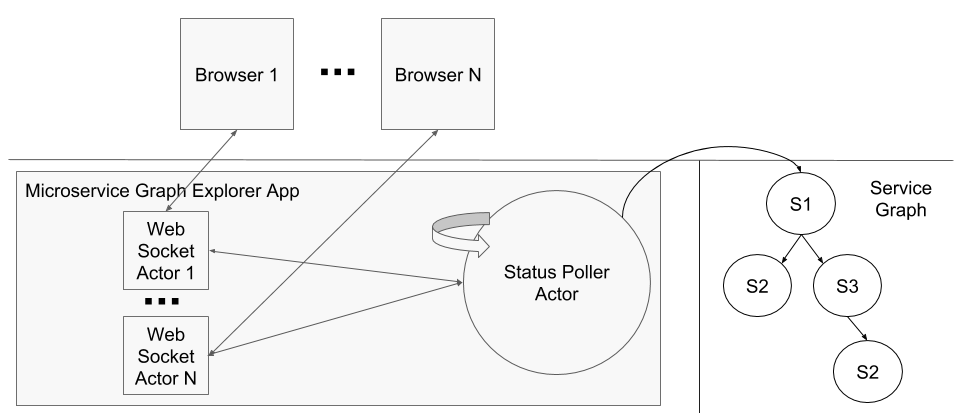 Browser 1
Browser N
Microservice Graph Explorer App
Web
Socket
Actor 1
Web
Socket
Actor N
Status Poller
Actor
Service
Graph
S1
S2
S3
S2